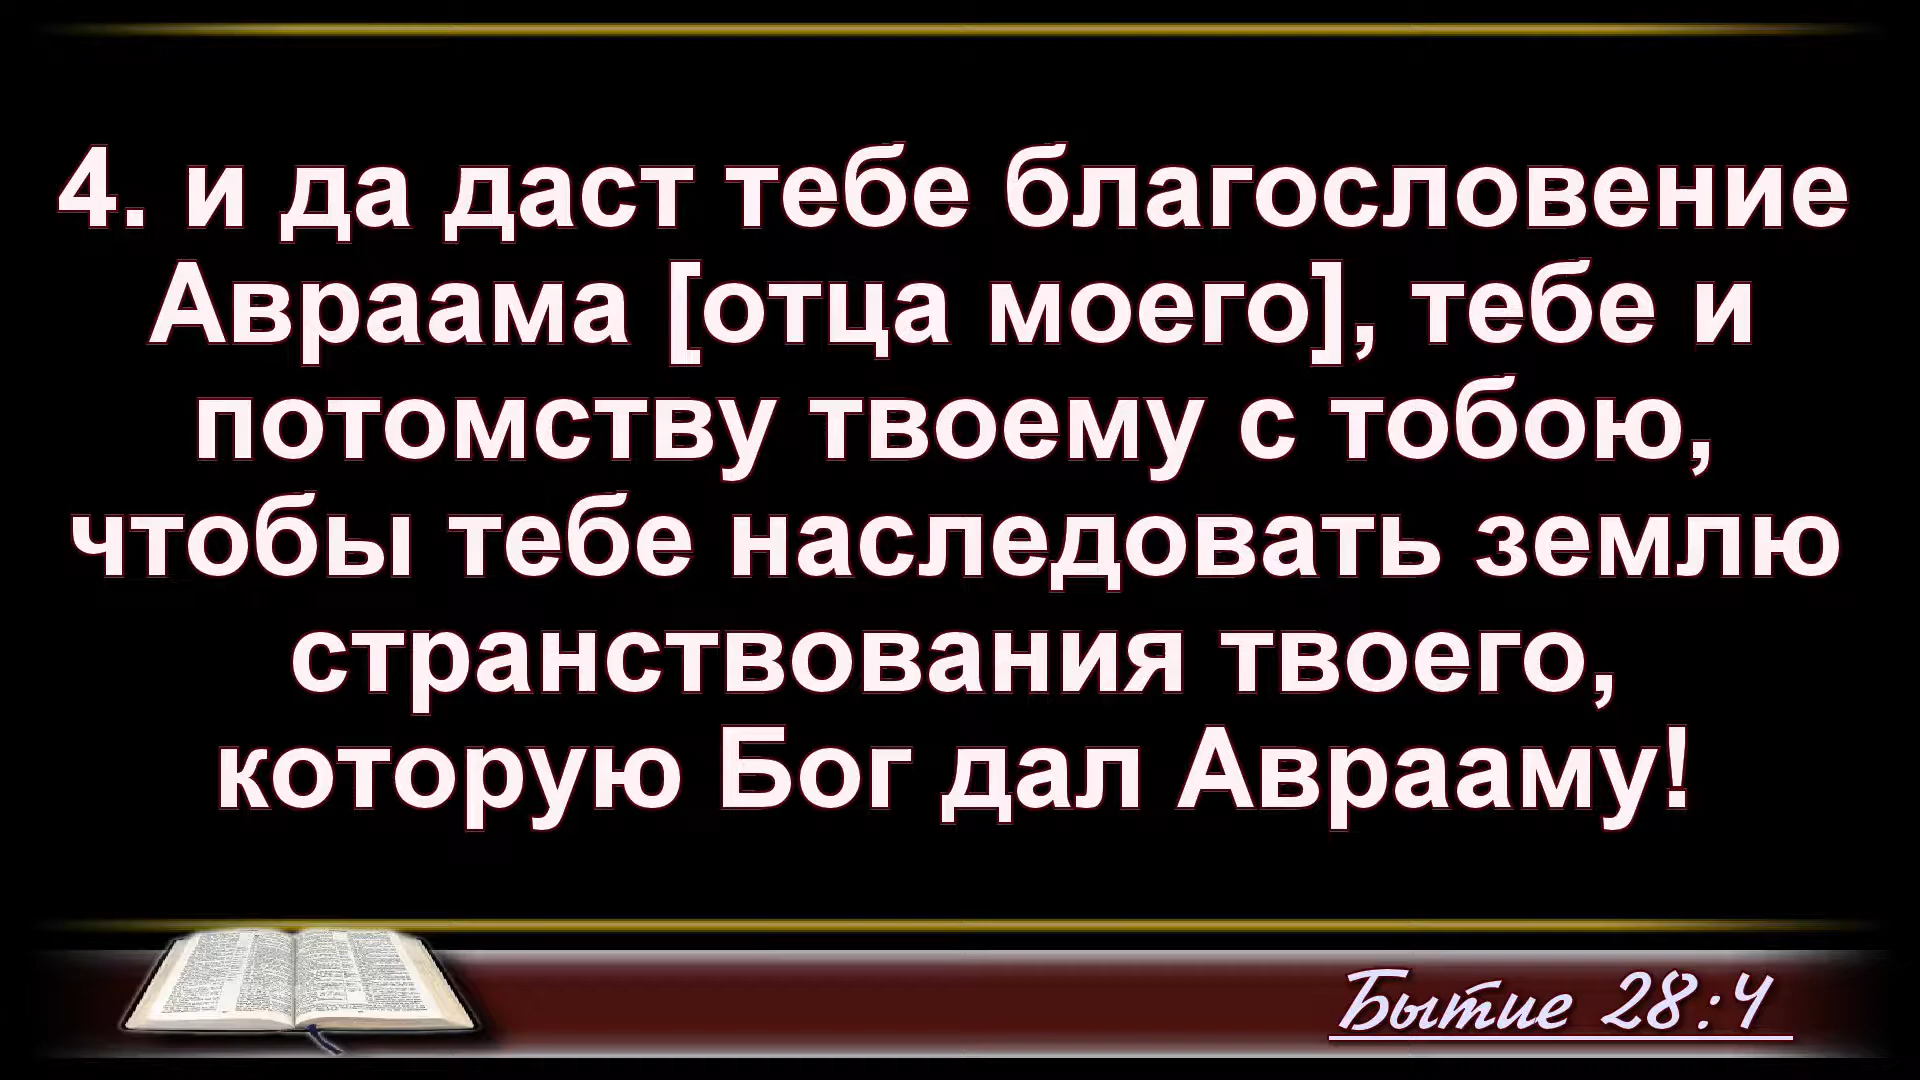 4. и да даст тебе благословение
Авраама [отца моего], тебе и
потомству твоему с тобою,
чтобы тебе наследовать землю
странствования твоего,
которую Бог дал Аврааму!
Бытие 28:4